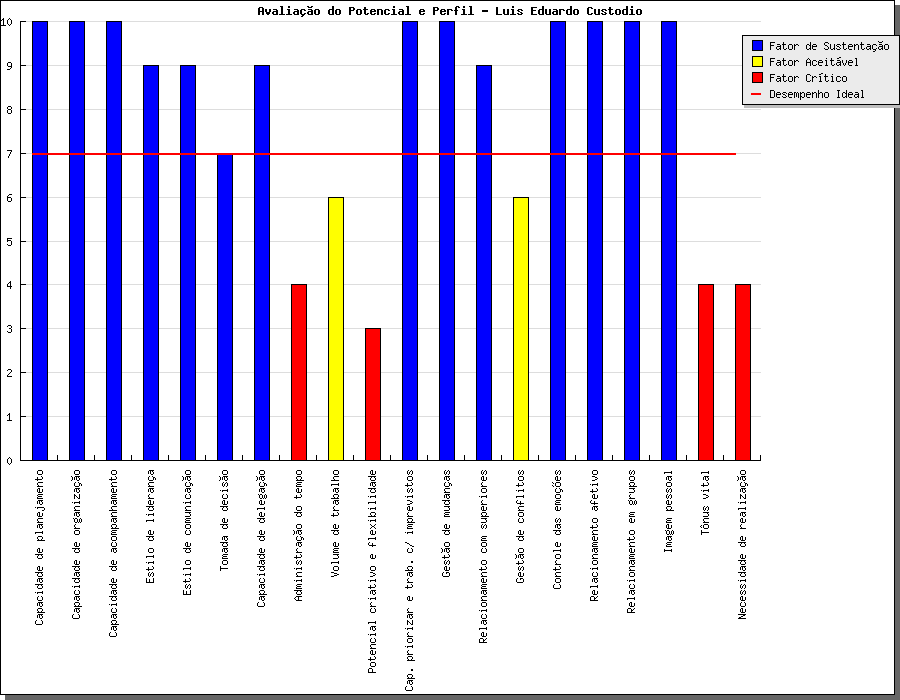 Avaliação do Potencial e Perfil - Luis Eduardo Custodio
Fator de Sustentação
Fator Aceitável
Fator Crítico
Desempenho Ideal
10
9
8
7
6
5
4
3
2
1
0
Capacidade de planejamento
Capacidade de organização
Capacidade de acompanhamento
Estilo de liderança
Estilo de comunicação
Tomada de decisão
Capacidade de delegação
Administração do tempo
Volume de trabalho
Potencial criativo e flexibilidade
Cap. priorizar e trab. c/ imprevistos
Gestão de mudanças
Relacionamento com superiores
Gestão de conflitos
Controle das emoções
Relacionamento afetivo
Relacionamento em grupos
Imagem pessoal
Tônus vital
Necessidade de realização